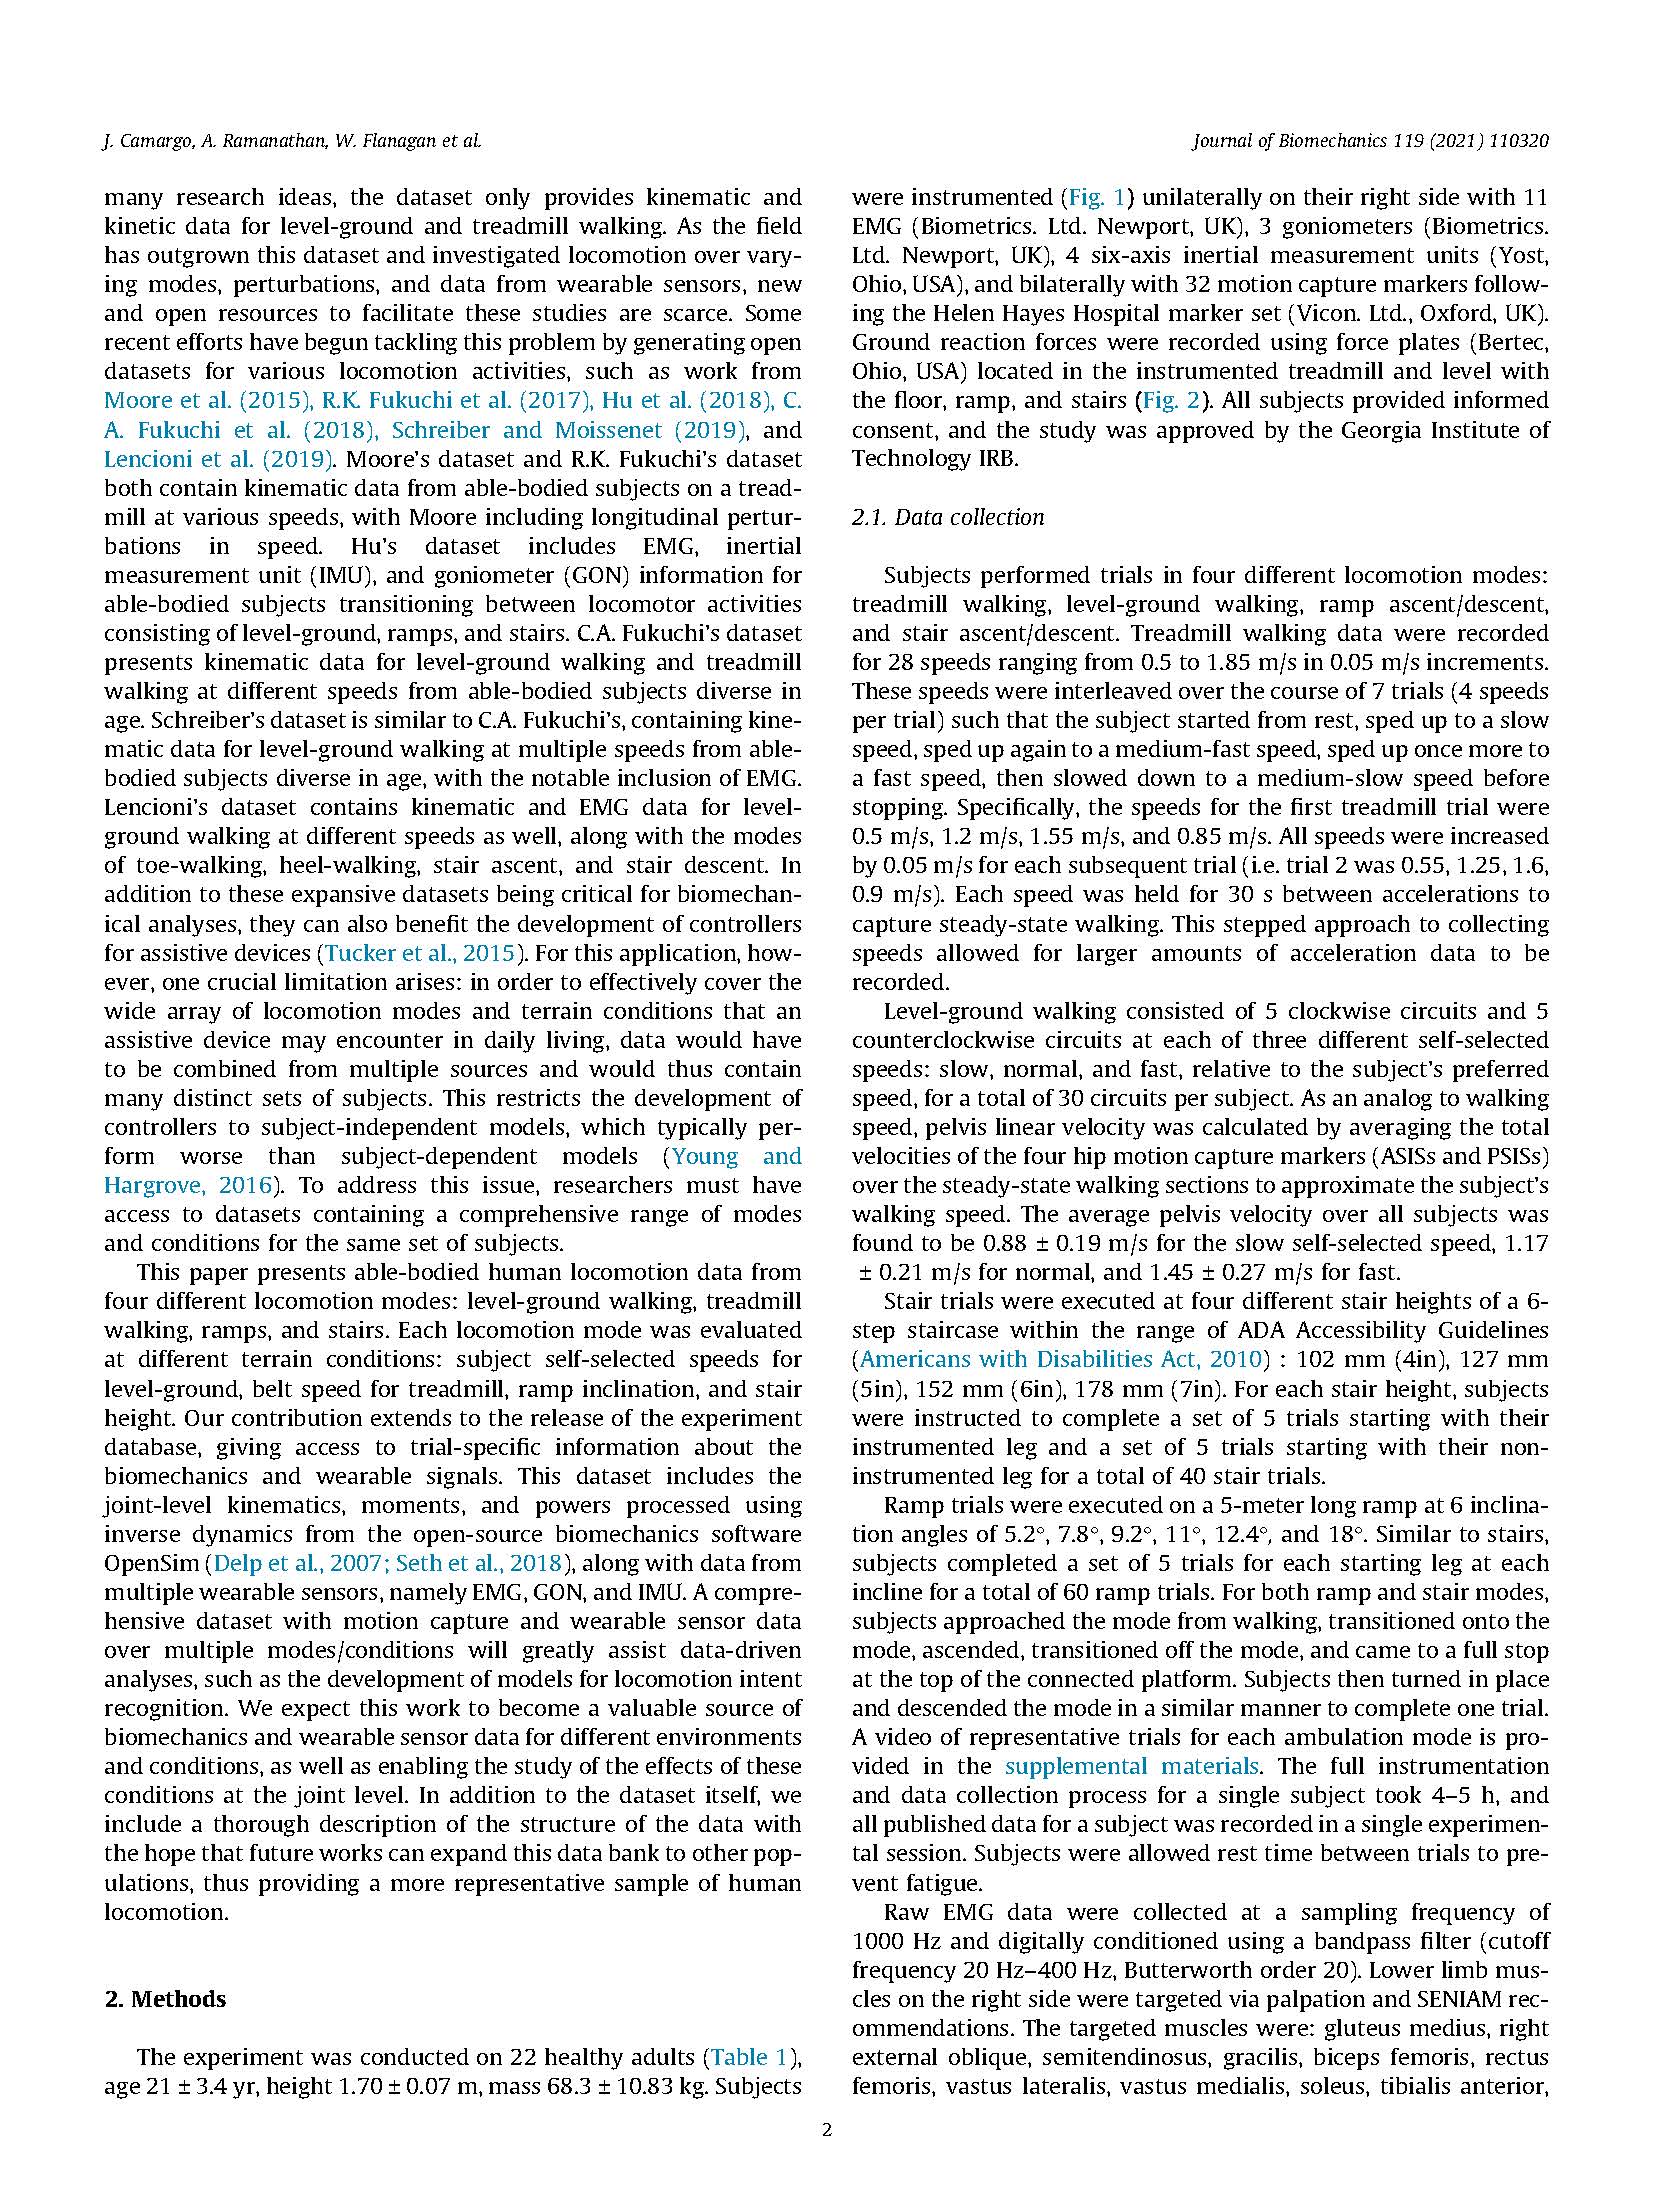 J. Camargo, A. Ramanathan, W. Flanagan et al.
Journal of Biomechanics 119 (2021) 110320
many research ideas, the dataset only provides kinematic and
kinetic data for level-ground and treadmill walking. As the field
has outgrown this dataset and investigated locomotion over vary-
ing modes, perturbations, and data from wearable sensors, new
and open resources to facilitate these studies are scarce. Some
recent efforts have begun tackling this problem by generating open
datasets for various locomotion activities, such as work from
Moore et al. (2015), R.K. Fukuchi et al. (2017), Hu et al. (2018), C.
A. Fukuchi et al. (2018), Schreiber and Moissenet (2019), and
Lencioni et al. (2019). Moore's dataset and R.K. Fukuchi's dataset
both contain kinematic data from able-bodied subjects on a tread-
mill at various speeds, with Moore including longitudinal pertur-
bations in speed. Hu's dataset includes EMG, inertial
measurement unit (IMU), and goniometer (GON) information for
able-bodied subjects transitioning between locomotor activities
consisting of level-ground, ramps, and stairs. C.A. Fukuchi's dataset
presents kinematic data for level-ground walking and treadmill
walking at different speeds from able-bodied subjects diverse in
age. Schreiber's dataset is similar to C.A. Fukuchi's, containing kine-
matic data for level-ground walking at multiple speeds from able-
bodied subjects diverse in age, with the notable inclusion of EMG.
Lencioni's dataset contains kinematic and EMG data for level-
ground walking at different speeds as well, along with the modes
of toe-walking, heel-walking, stair ascent, and stair descent. In
addition to these expansive datasets being critical for biomechan-
ical analyses, they can also benefit the development of controllers
for assistive devices (Tucker et al., 2015). For this application, how-
ever, one crucial limitation arises: in order to effectively cover the
wide array of locomotion modes and terrain conditions that an
assistive device may encounter in daily living, data would have
to be combined from multiple sources and would thus contain
many distinct sets of subjects. This restricts the development of
controllers to subject-independent models, which typically per-
form worse than subject-dependent models (Young and
Hargrove, 2016). To address this issue, researchers must have
access to datasets containing a comprehensive range of modes
and conditions for the same set of subjects.
This paper presents able-bodied human locomotion data from
four different locomotion modes: level-ground walking, treadmill
walking, ramps, and stairs. Each locomotion mode was evaluated
at different terrain conditions: subject self-selected speeds for
level-ground, belt speed for treadmill, ramp inclination, and stair
height. Our contribution extends to the release of the experiment
database, giving access to trial-specific information about the
biomechanics and wearable signals. This dataset includes the
joint-level kinematics, moments, and powers processed using
inverse dynamics from the open-source biomechanics software
OpenSim (Delp et al., 2007; Seth et al., 2018), along with data from
multiple wearable sensors, namely EMG, GON, and IMU. A compre-
hensive dataset with motion capture and wearable sensor data
over multiple modes/conditions will greatly assist data-driven
analyses, such as the development of models for locomotion intent
recognition. We expect this work to become a valuable source of
biomechanics and wearable sensor data for different environments
and conditions, as well as enabling the study of the effects of these
conditions at the joint level. In addition to the dataset itself, we
include a thorough description of the structure of the data with
the hope that future works can expand this data bank to other pop-
ulations, thus providing a more representative sample of human
locomotion.
2. Methods
The experiment was conducted on 22 healthy adults (Table 1),
age 21 ± 3.4 yr, height 1.70 ± 0.07 m, mass 68.3 ± 10.83 kg. Subjects
were instrumented (Fig. 1) unilaterally on their right side with 11
EMG (Biometrics. Ltd. Newport, UK), 3 goniometers (Biometrics.
Ltd. Newport, UK), 4 six-axis inertial measurement units (Yost,
Ohio, USA), and bilaterally with 32 motion capture markers follow-
ing the Helen Hayes Hospital marker set (Vicon. Ltd., Oxford, UK).
Ground reaction forces were recorded using force plates (Bertec,
Ohio, USA) located in the instrumented treadmill and level with
the floor, ramp, and stairs (Fig. 2). All subjects provided informed
consent, and the study was approved by the Georgia Institute of
Technology IRB.
2.1. Data collection
Subjects performed trials in four different locomotion modes:
treadmill walking, level-ground walking, ramp ascent/descent,
and stair ascent/descent. Treadmill walking data were recorded
for 28 speeds ranging from 0.5 to 1.85 m/s in 0.05 m/s increments.
These speeds were interleaved over the course of 7 trials (4 speeds
per trial) such that the subject started from rest, sped up to a slow
speed, sped up again to a medium-fast speed, sped up once more to
a fast speed, then slowed down to a medium-slow speed before
stopping. Specifically, the speeds for the first treadmill trial were
0.5 m/s, 1.2 m/s, 1.55 m/s, and 0.85 m/s. All speeds were increased
by 0.05 m/s for each subsequent trial (i.e. trial 2 was 0.55, 1.25, 1.6,
0.9 m/s). Each speed was held for 30 s between accelerations to
capture steady-state walking. This stepped approach to collecting
speeds allowed for larger amounts of acceleration data to be
recorded.
Level-ground walking consisted of 5 clockwise circuits and 5
counterclockwise circuits at each of three different self-selected
speeds: slow, normal, and fast, relative to the subject's preferred
speed, for a total of 30 circuits per subject. As an analog to walking
speed, pelvis linear velocity was calculated by averaging the total
velocities of the four hip motion capture markers (ASISs and PSISs)
over the steady-state walking sections to approximate the subject's
walking speed. The average pelvis velocity over all subjects was
found to be 0.88 ± 0.19 m/s for the slow self-selected speed, 1.17
± 0.21 m/s for normal, and 1.45 ± 0.27 m/s for fast.
Stair trials were executed at four different stair heights of a 6-
step staircase within the range of ADA Accessibility Guidelines
(Americans with Disabilities Act, 2010) : 102 mm (4in), 127 mm
(5in), 152 mm (6in), 178 mm (7in). For each stair height, subjects
were instructed to complete a set of 5 trials starting with their
instrumented leg and a set of 5 trials starting with their non-
instrumented leg for a total of 40 stair trials.
Ramp trials were executed on a 5-meter long ramp at 6 inclina-
tion angles of 5.2°, 7.8°, 9.2°, 11°, 12.4°, and 18°. Similar to stairs,
subjects completed a set of 5 trials for each starting leg at each
incline for a total of 60 ramp trials. For both ramp and stair modes,
subjects approached the mode from walking, transitioned onto the
mode, ascended, transitioned off the mode, and came to a full stop
at the top of the connected platform. Subjects then turned in place
and descended the mode in a similar manner to complete one trial.
A video of representative trials for each ambulation mode is pro-
vided in the supplemental materials. The full instrumentation
and data collection process for a single subject took 4–5 h, and
all published data for a subject was recorded in a single experimen-
tal session. Subjects were allowed rest time between trials to pre-
vent fatigue.
Raw EMG data were collected at a sampling frequency of
1000 Hz and digitally conditioned using a bandpass filter (cutoff
frequency 20 Hz–400 Hz, Butterworth order 20). Lower limb mus-
cles on the right side were targeted via palpation and SENIAM rec-
ommendations. The targeted muscles were: gluteus medius, right
external oblique, semitendinosus, gracilis, biceps femoris, rectus
femoris, vastus lateralis, vastus medialis, soleus, tibialis anterior,
2